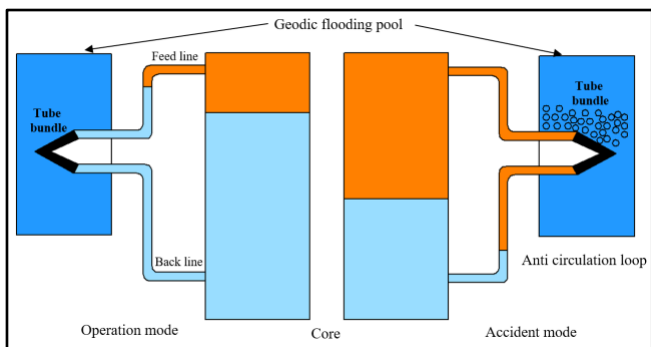 Geodic flooding pool
Feed line
Tube
bundle
Tube
bundle
Back line
Anti circulation loop
Operation mode
Core
Accident mode